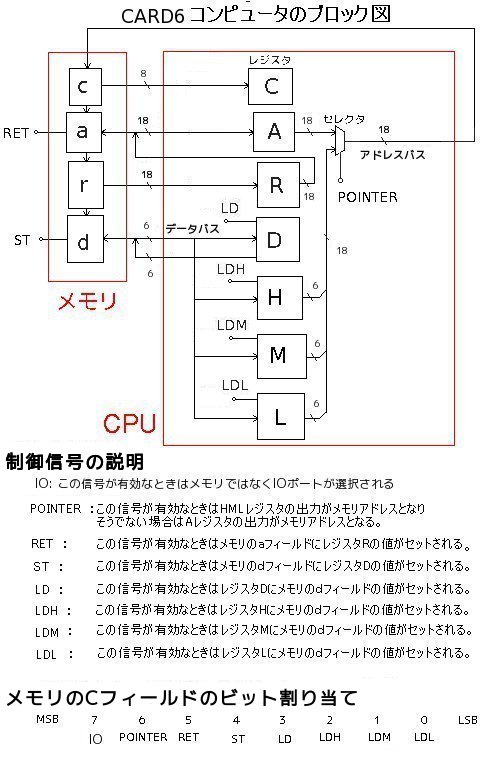 CARD6 コンピュータのブロック図
レジスタ
c
8
C
セレクタ
RET
a
18
18
A
18
18
アドレスバス
r
18
R
18
POINTER
LD
ST
d
6
データバス
D
18
6
LDH
H
6
メモリ
LDM
M
6
LDL
L
6
CPU
制御信号の説明
IO: この信号が有効なときはメモリではなくIOポートが選択される
POINTER :この信号が有効なときはHMLレジスタの出力がメモリアドレスとなり
そうでない場合はAレジスタの出力がメモリアドレスとなる。
RET : この信号が有効なときはメモリのaフィールドにレジスタRの値がセットされる。
ST : この信号が有効なときはメモリのdフィールドにレジスタDの値がセットされる。
LD : この信号が有効なときはレジスタDにメモリのdフィールドの値がセットされる。
LDH : この信号が有効なときはレジスタHにメモリのdフィールドの値がセットされる。
LDM : この信号が有効なときはレジスタMにメモリのdフィールドの値がセットされる。
LDL : この信号が有効なときはレジスタLにメモリのdフィールドの値がセットされる。
メモリのCフィールドのビット割り当て
MSB 7 6 5 4 3 2 1 0 LSB
IO POINTER RET ST LD LDH LDM LDL